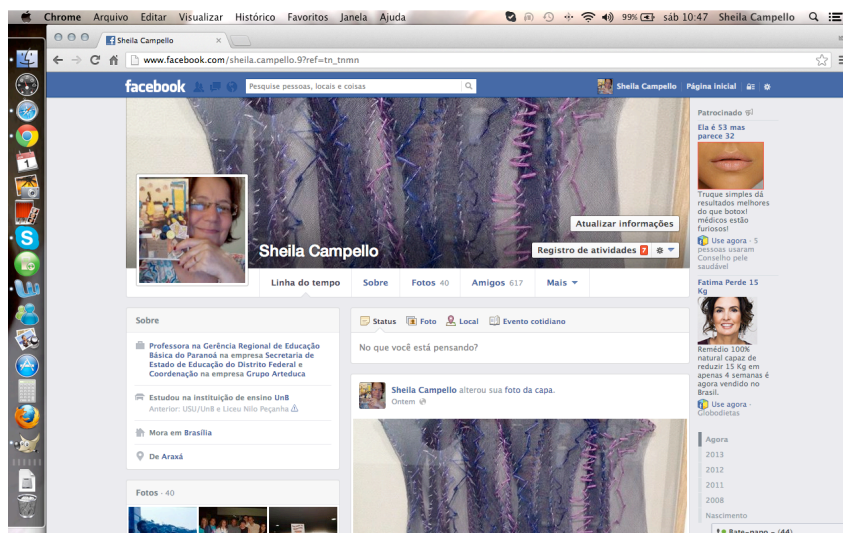 Chrome Arquivo Editar Visualizar Histórico Favoritos Janela Ajuda 99% sáb 10:47 Sheila Campello
Sheila Campello
www.facebook.com/sheila.campello.9?ref=tn_tnmn
facebook Pesquise pessoas, locais e coisas Sheila Campello Página inicial
Atualizar informações
Sheila Campello
Registro de atividades 7
Linha do tempo Sobre Fotos 40 Amigos 617 Mais
Sobre
Professora na Gerência Regional de Educação
Básica do Paranoá na empresa Secretaria de
Estado de Educação do Distrito Federal e
Coordenação na empresa Grupo Arteduca
Estudou na instituição de ensino UnB
Anterior: USU/UnB e Liceu Nilo Peçanha
Mora em Brasília
De Araxá
Fotos · 40
Status Foto Local Evento cotidiano
No que você está pensando?
Sheila Campello alterou sua foto da capa.
Ontem
Patrocinado
Ela é 53 mas
parece 32
Truque simples dá
resultados melhores
do que botox!
médicos estão
furiosos!
Use agora · 5
pessoas usaram
Conselho pele
saudável
Fatima Perde 15
Kg
Remédio 100%
natural capaz de
reduzir 15 Kg em
apenas 4 semanas é
agora vendido no
Brasil.
Use agora ·
Globodietas
Agora
2013
2012
2011
2008
Nascimento
Bate-papo - (44)
1
S